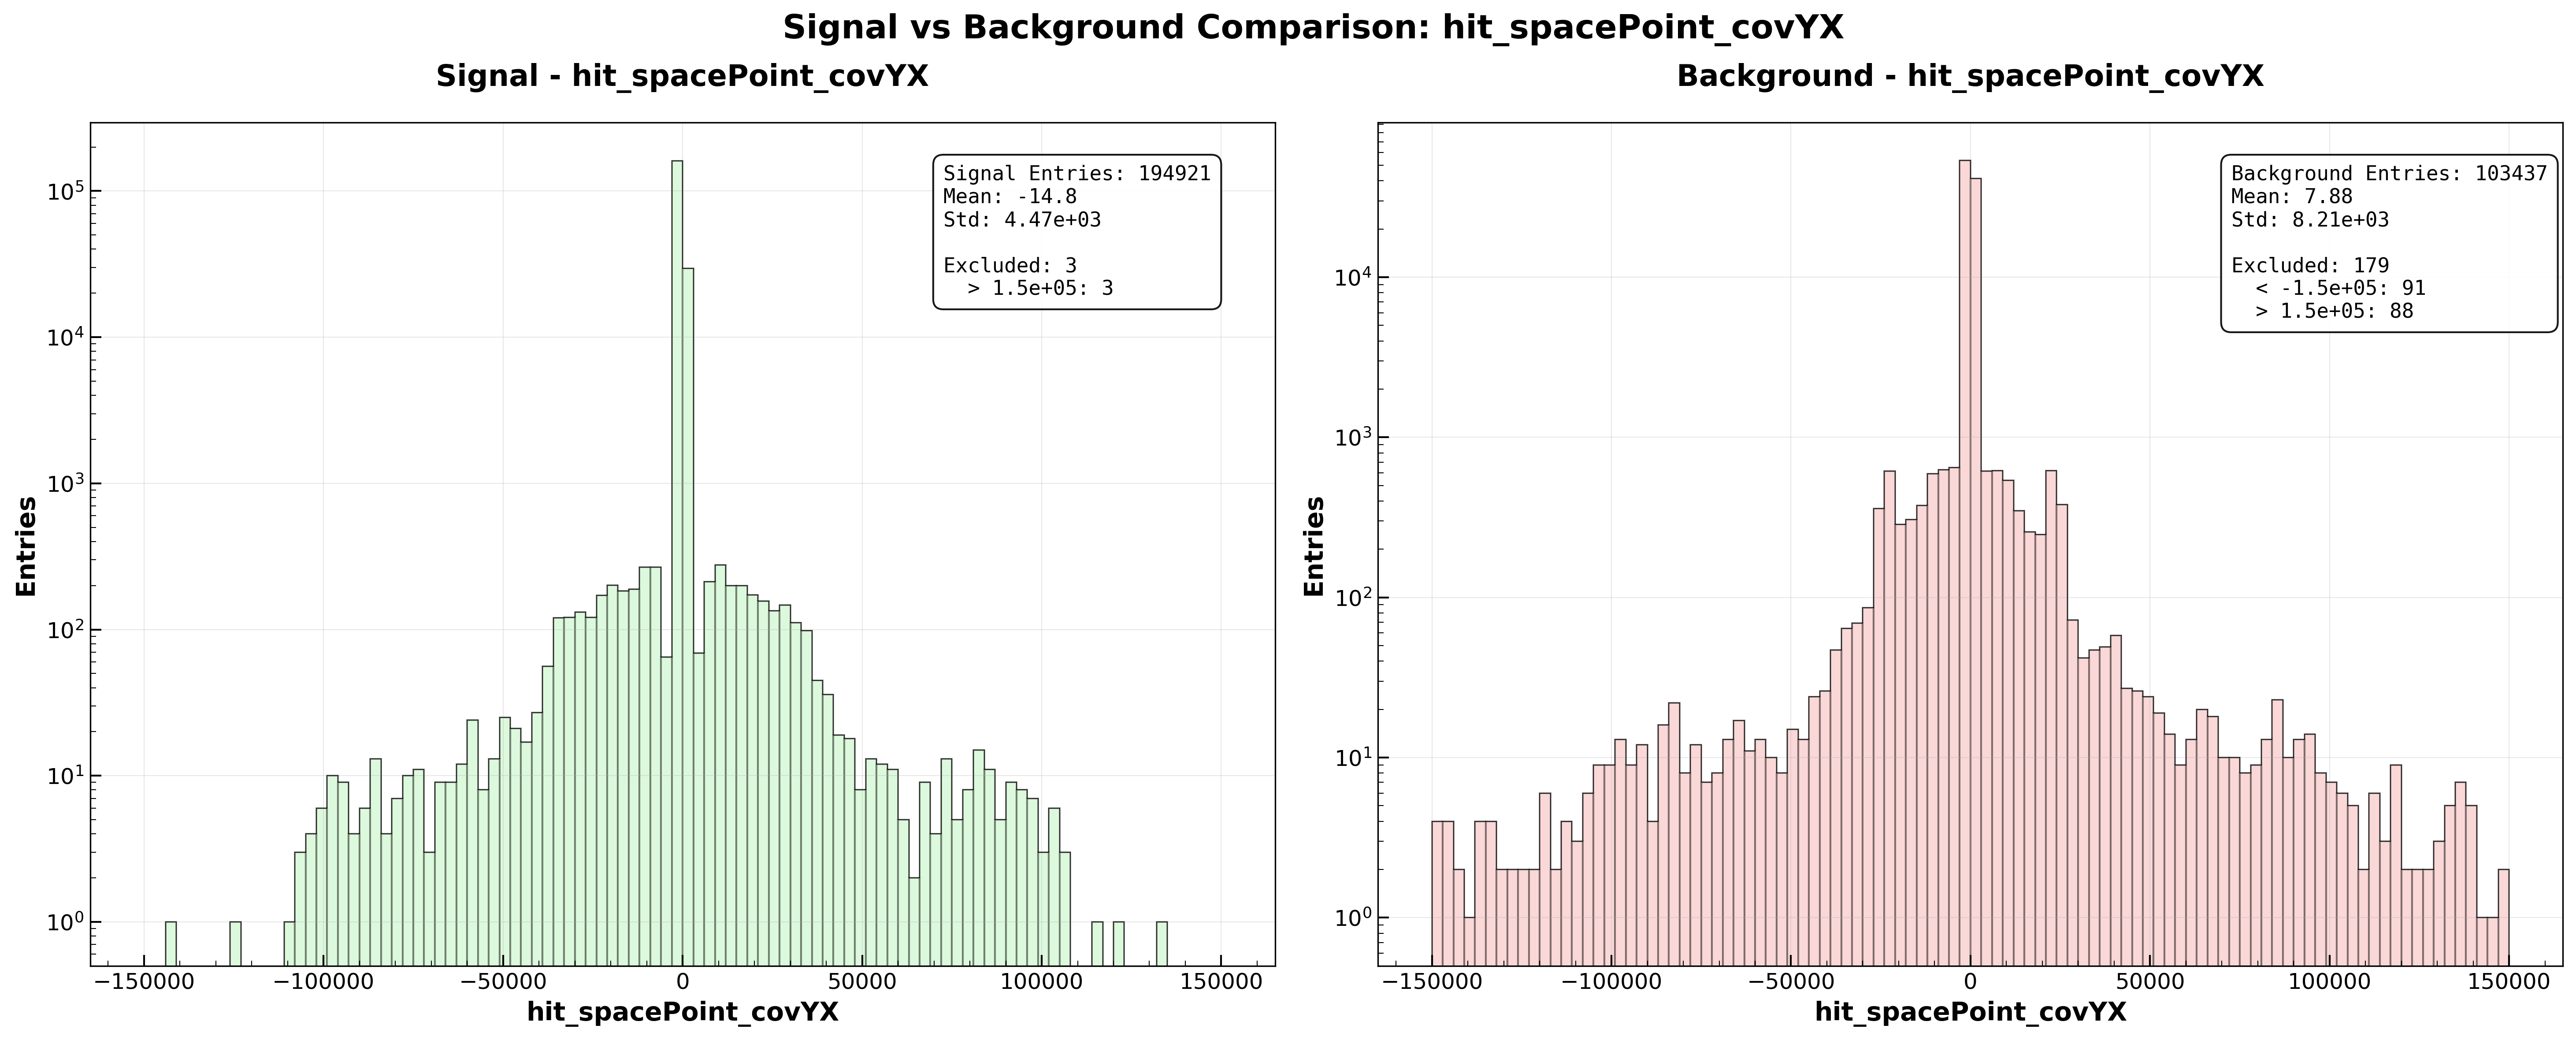 Signal vs Background Comparison: hit_spacePoint_covYX
Signal - hit_spacePoint_covYX
Entries
10^5
10^4
10^3
10^2
10^1
10^0
Signal Entries: 194921
Mean: -14.8
Std: 4.47e+03
Excluded: 3
> 1.5e+05: 3
−150000 −100000 −50000 0 50000 100000 150000
hit_spacePoint_covYX
Background - hit_spacePoint_covYX
Entries
10^4
10^3
10^2
10^1
10^0
Background Entries: 103437
Mean: 7.88
Std: 8.21e+03
Excluded: 179
< -1.5e+05: 91
> 1.5e+05: 88
−150000 −100000 −50000 0 50000 100000 150000
hit_spacePoint_covYX